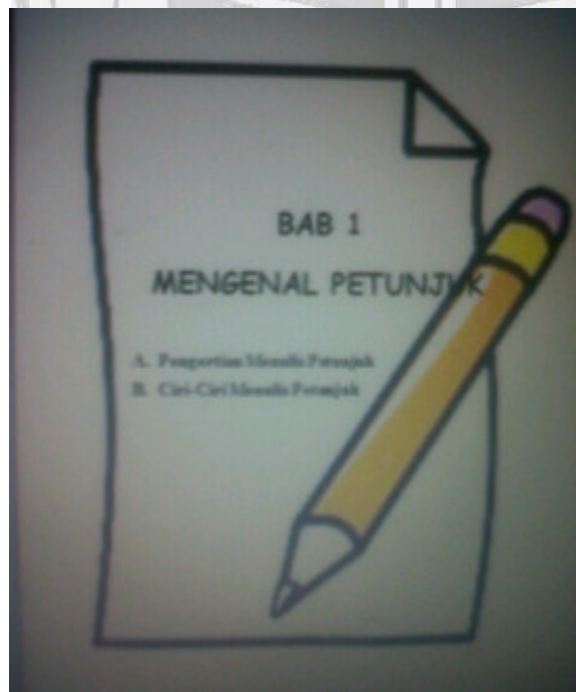 BAB 1
MENGENAL PETUNJUK
A. Pengertian Menulis Petunjuk
B. Ciri-Ciri Menulis Petunjuk